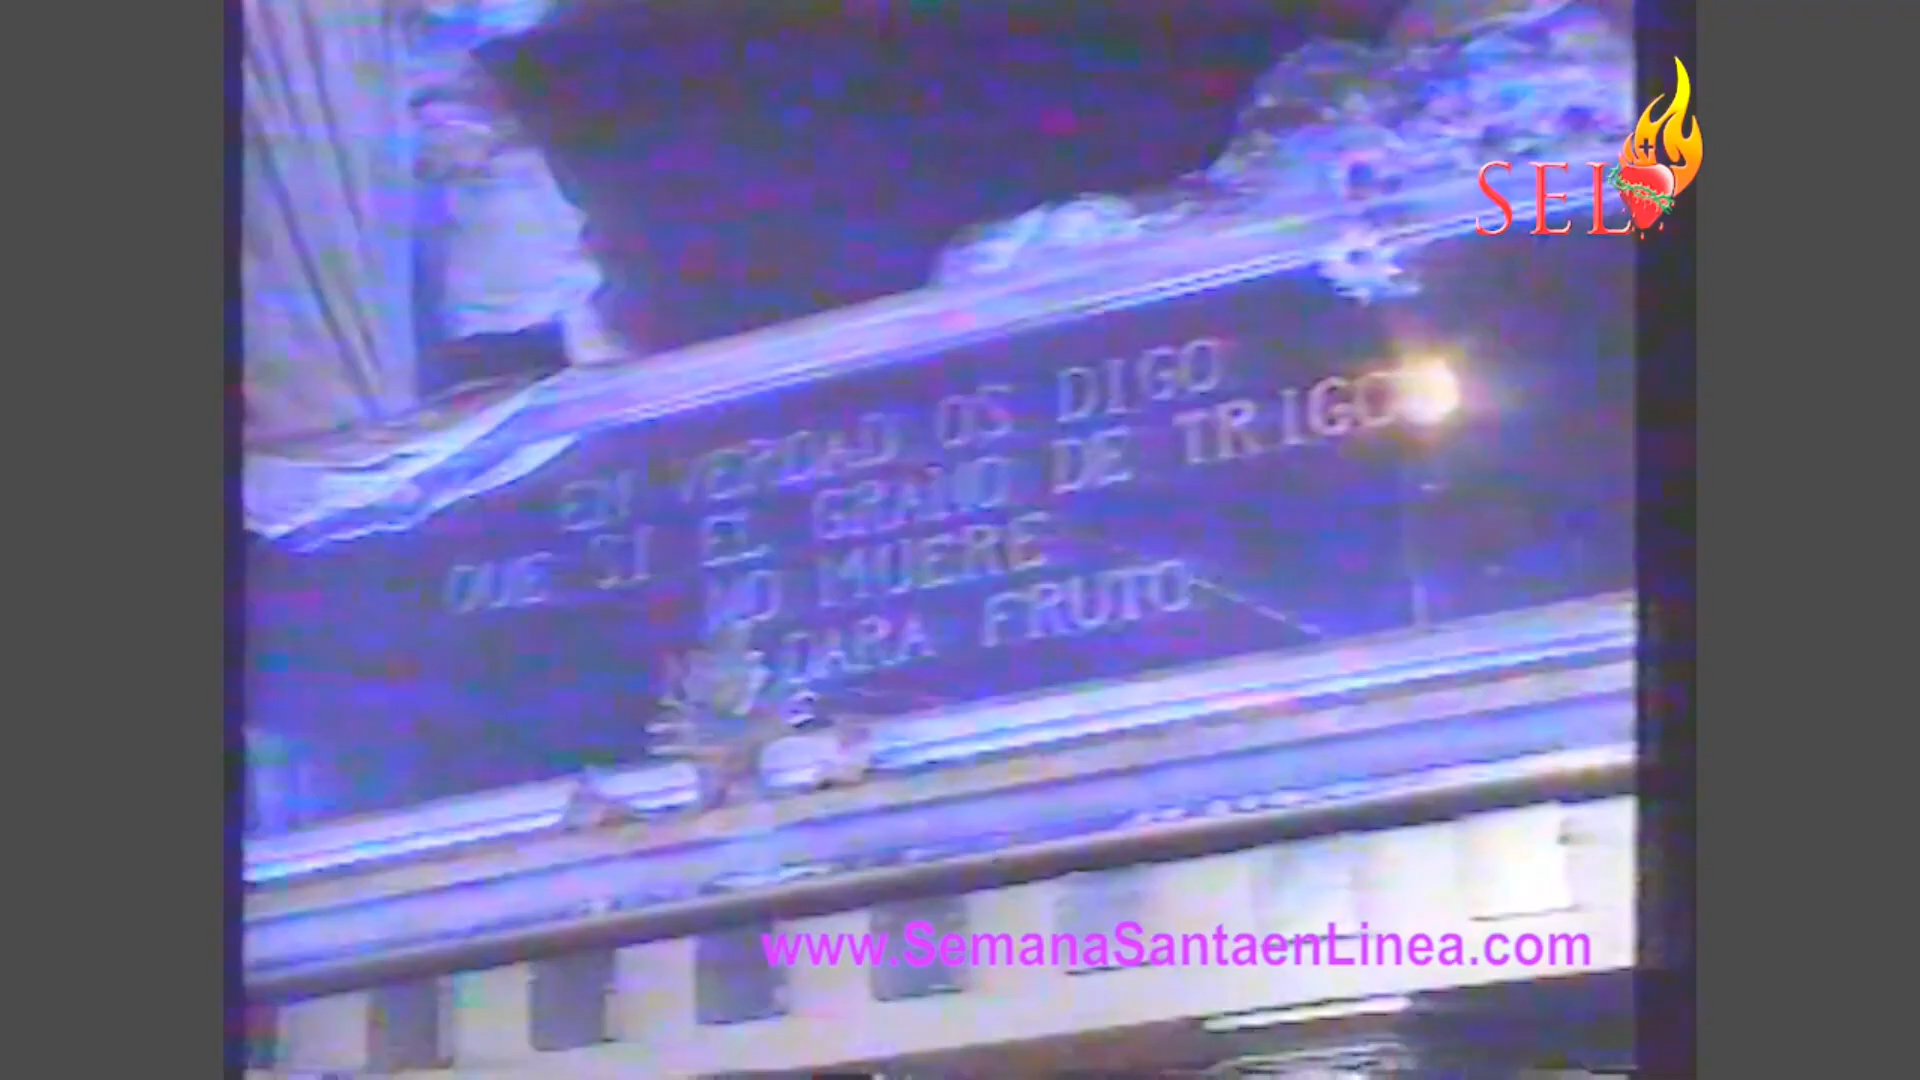 SEL
EN VERDAD OS DIGO
QUE SI EL GRANO DE TRIGO
NO MUERE
DARA FRUTO
www.SemanaSantaenLinea.com